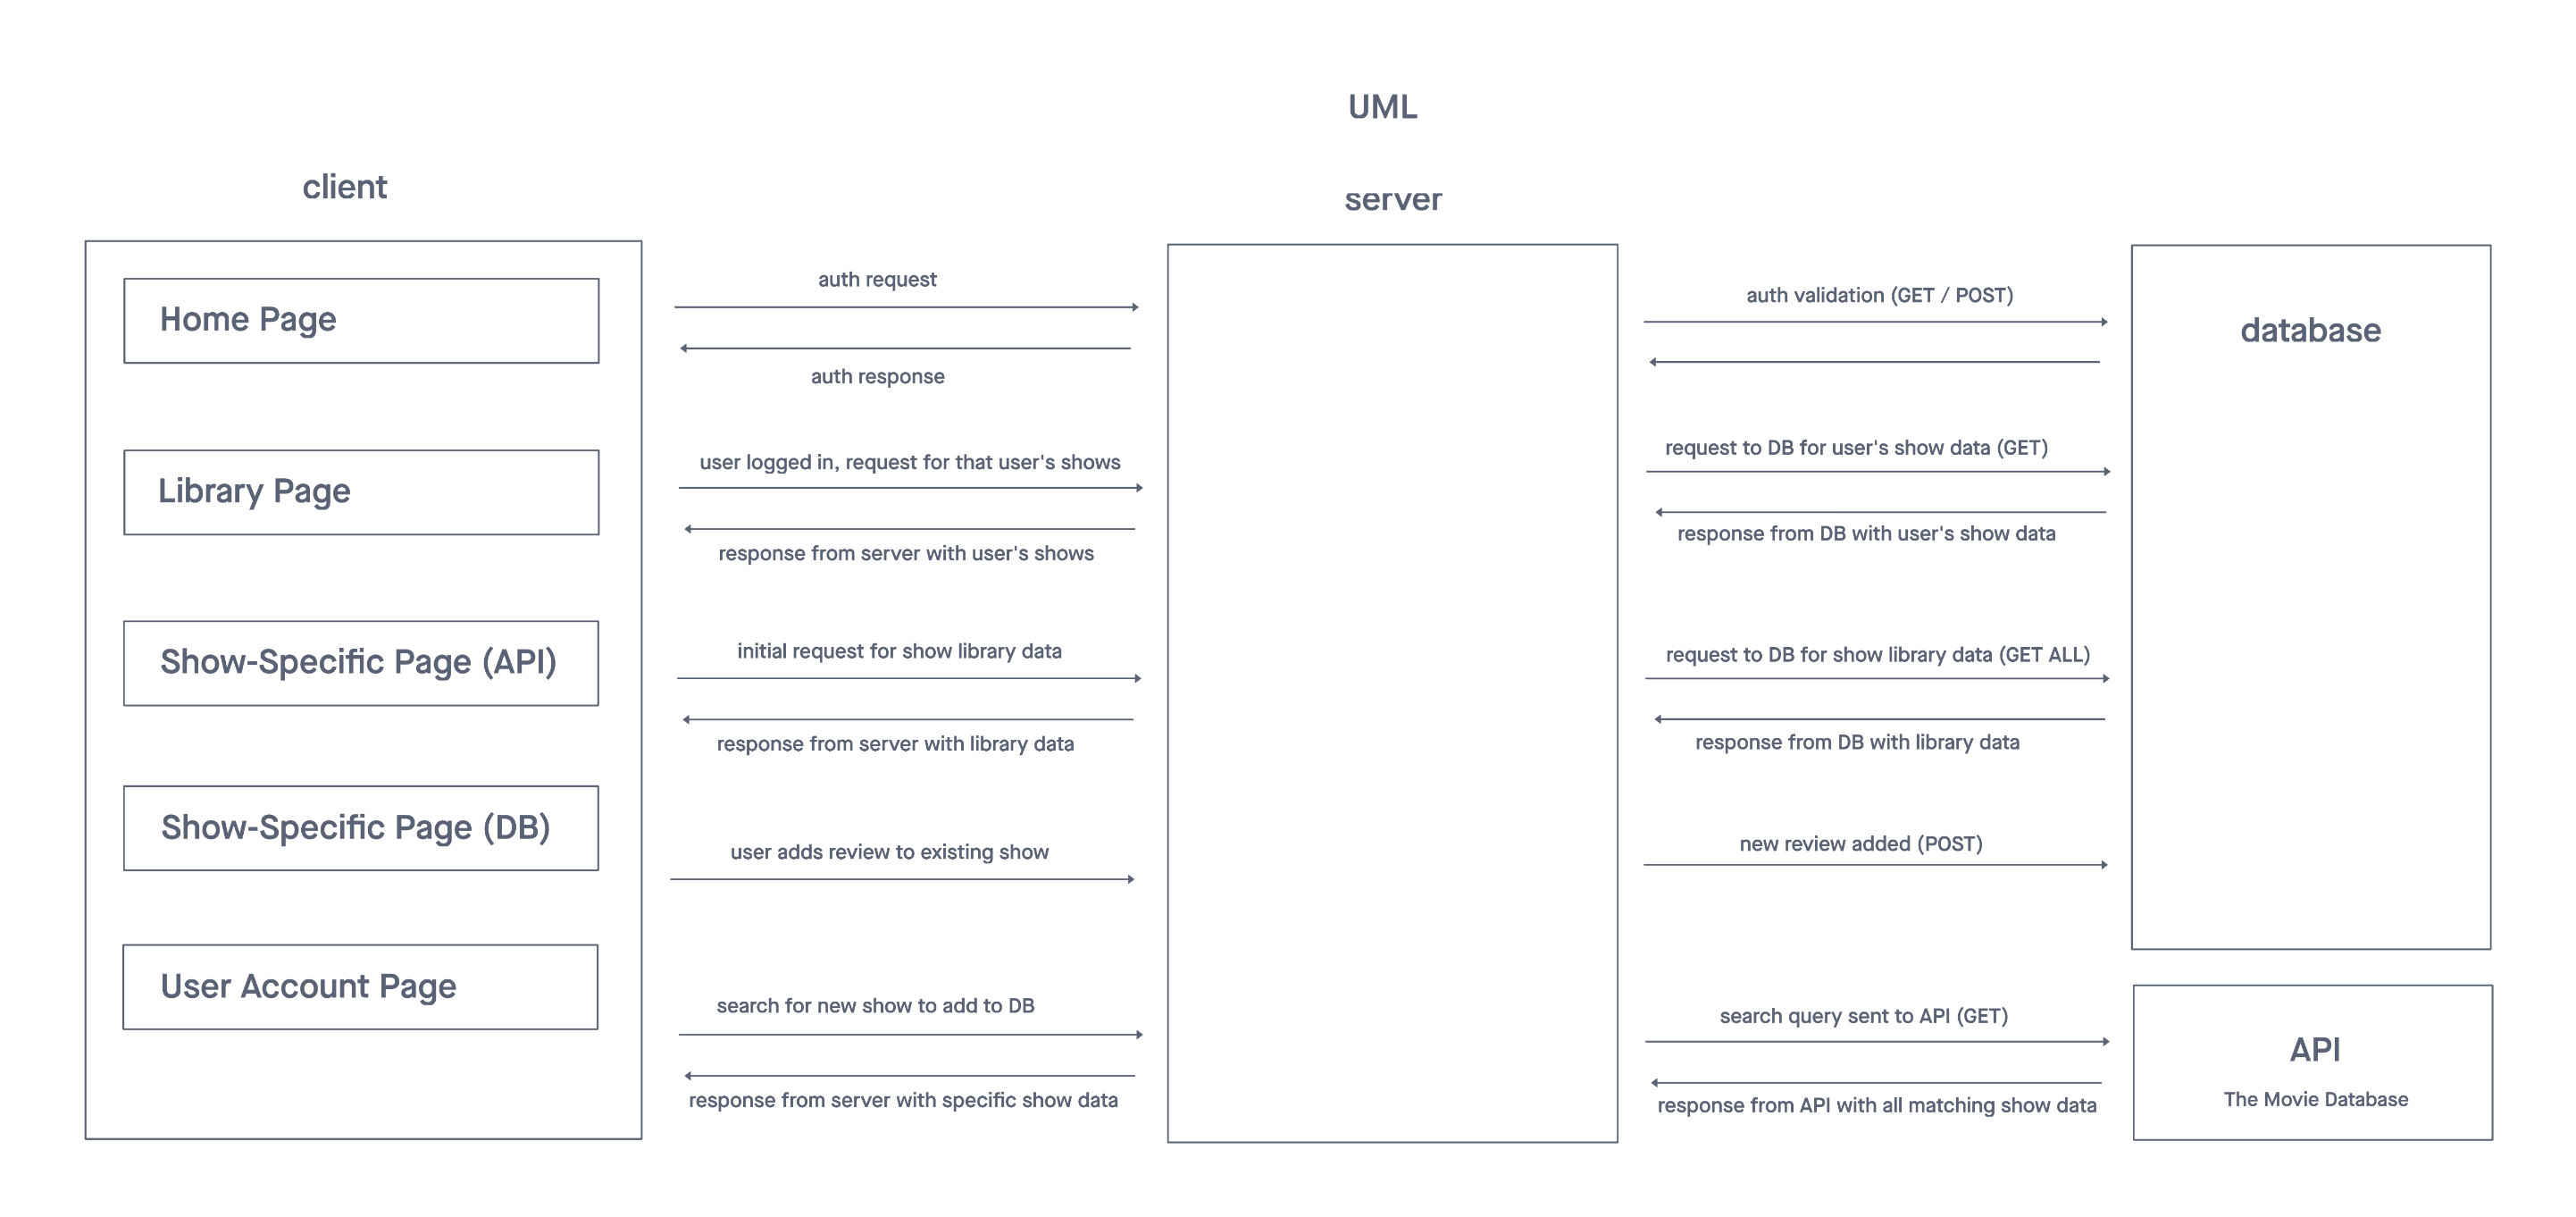 UML
client
server
Home Page
Library Page
Show-Specific Page (API)
Show-Specific Page (DB)
User Account Page
auth request
auth response
user logged in, request for that user's shows
response from server with user's shows
initial request for show library data
response from server with library data
user adds review to existing show
search for new show to add to DB
response from server with specific show data
auth validation (GET / POST)
request to DB for user's show data (GET)
response from DB with user's show data
request to DB for show library data (GET ALL)
response from DB with library data
new review added (POST)
search query sent to API (GET)
response from API with all matching show data
database
API
The Movie Database